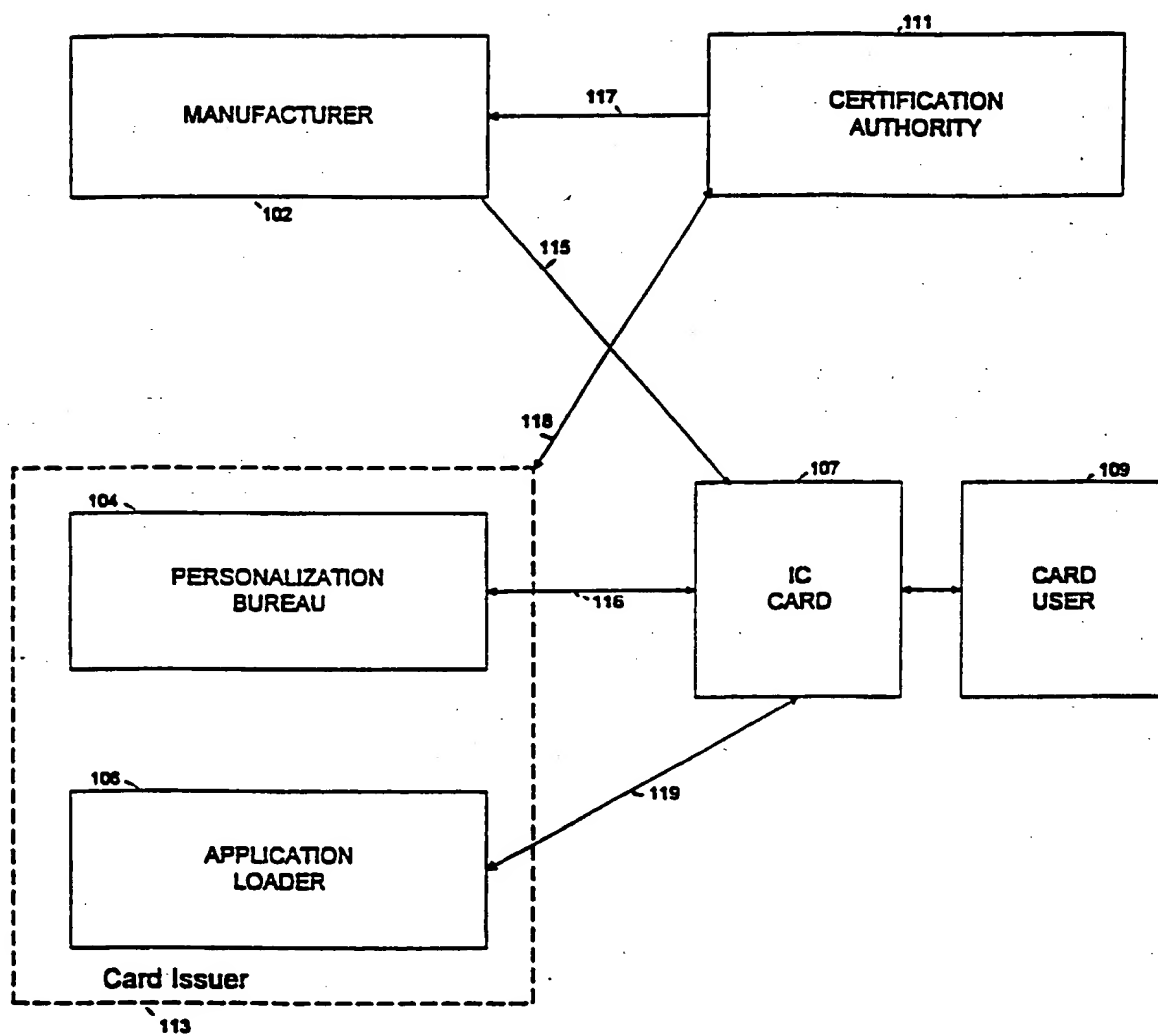 111
MANUFACTURER
117
CERTIFICATION
AUTHORITY
102
115
118
107
109
104
PERSONALIZATION
BUREAU
116
IC
CARD
CARD
USER
106
119
APPLICATION
LOADER
Card Issuer
113